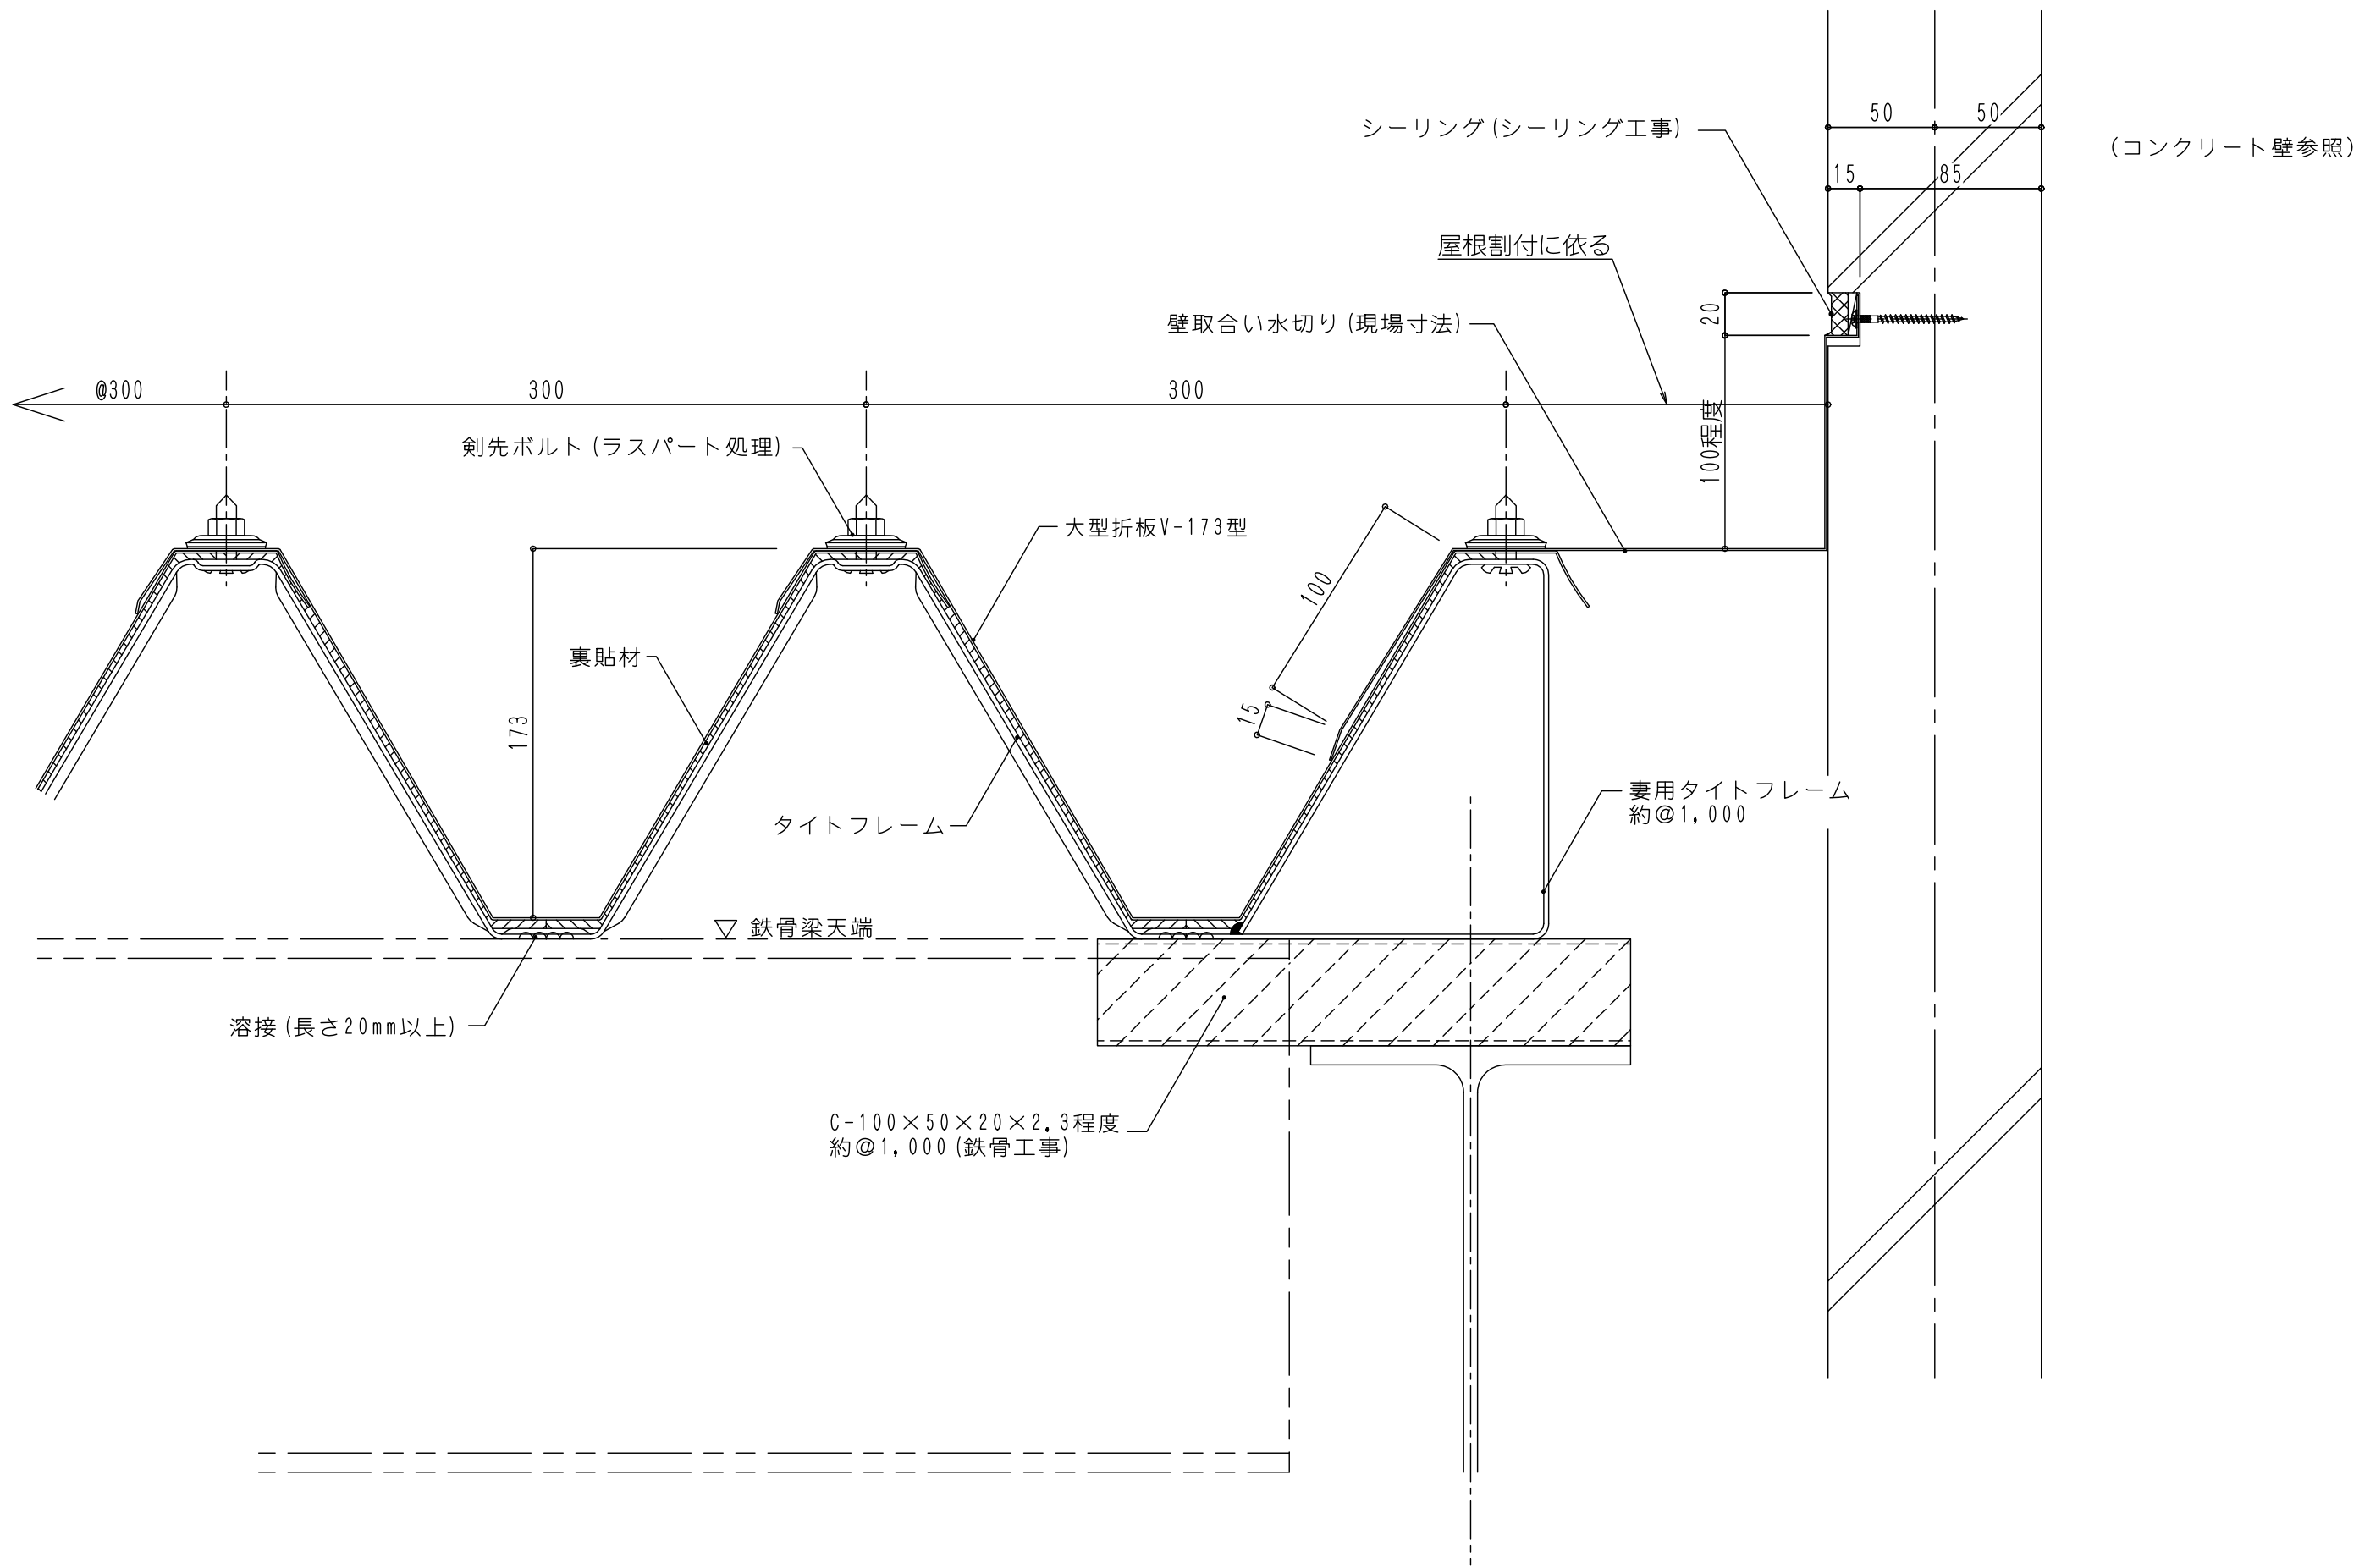 50
50
シーリング(シーリング工事)
(コンクリート壁参照)
15
85
屋根割付に依る
20
壁取合い水切り(現場寸法)
@300
300
300
100程度
剣先ボルト(ラスパート処理)
大型折板V-173型
100
裏貼材
15
173
妻用タイトフレーム
約@1,000
タイトフレーム
▽ 鉄骨梁天端
溶接(長さ20mm以上)
C-100×50×20×2.3程度
約@1,000(鉄骨工事)